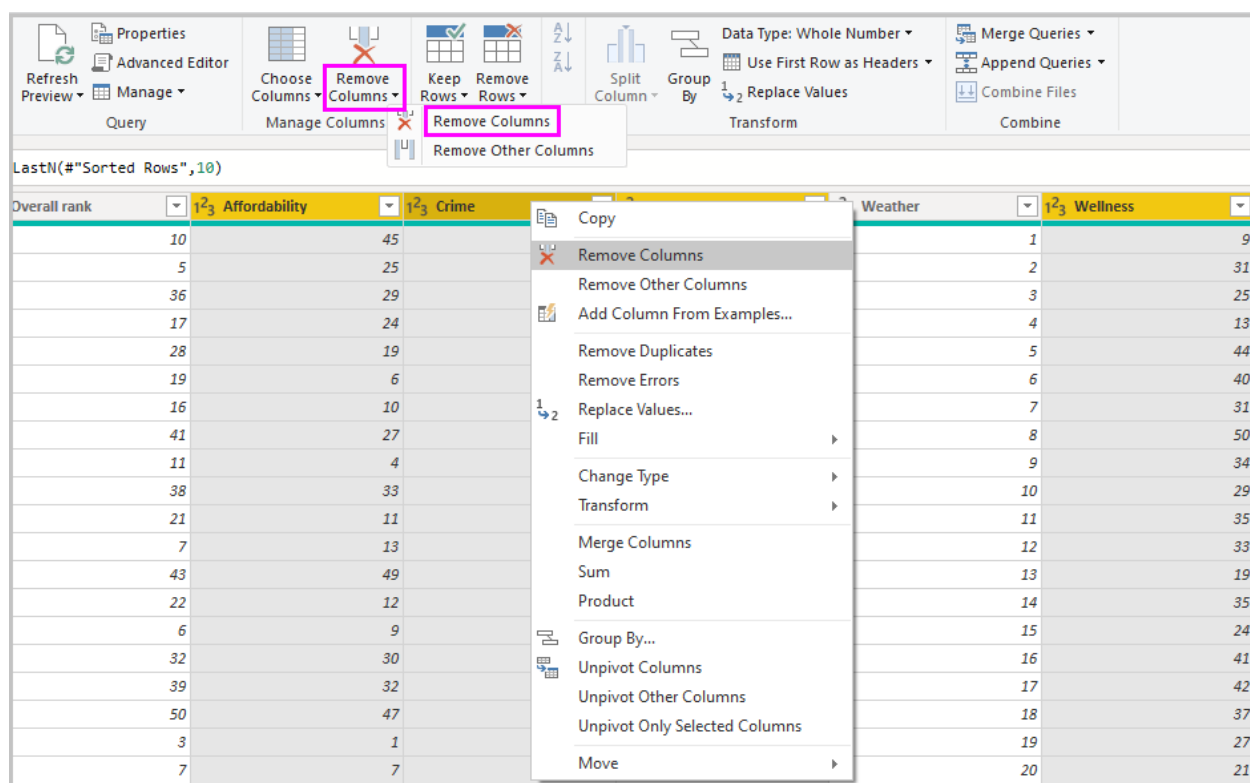 Properties
Advanced Editor
Manage
Refresh
Preview
Query
Choose
Columns
Remove
Columns
Manage Columns
Keep
Rows
Remove
Rows
Remove Columns
Remove Other Columns
A
Z
Z
A
Split
Column
Group
By
Data Type: Whole Number
Use First Row as Headers
1
2 Replace Values
Transform
Merge Queries
Append Queries
Combine Files
Combine
LastN(#"Sorted Rows",10)
Overall rank 123 Affordability 123 Crime Weather 123 Wellness
10 45 1 9
5 25 2 31
36 29 3 25
17 24 4 13
28 19 5 44
19 6 6 40
16 10 7 31
41 27 8 50
11 4 9 34
38 33 10 29
21 11 11 35
7 13 12 33
43 49 13 19
22 12 14 35
6 9 15 24
32 30 16 41
39 32 17 42
50 47 18 37
3 1 19 27
7 7 20 21
Copy
Remove Columns
Remove Other Columns
Add Column From Examples...
Remove Duplicates
Remove Errors
1
2 Replace Values...
Fill
Change Type
Transform
Merge Columns
Sum
Product
Group By...
Unpivot Columns
Unpivot Other Columns
Unpivot Only Selected Columns
Move